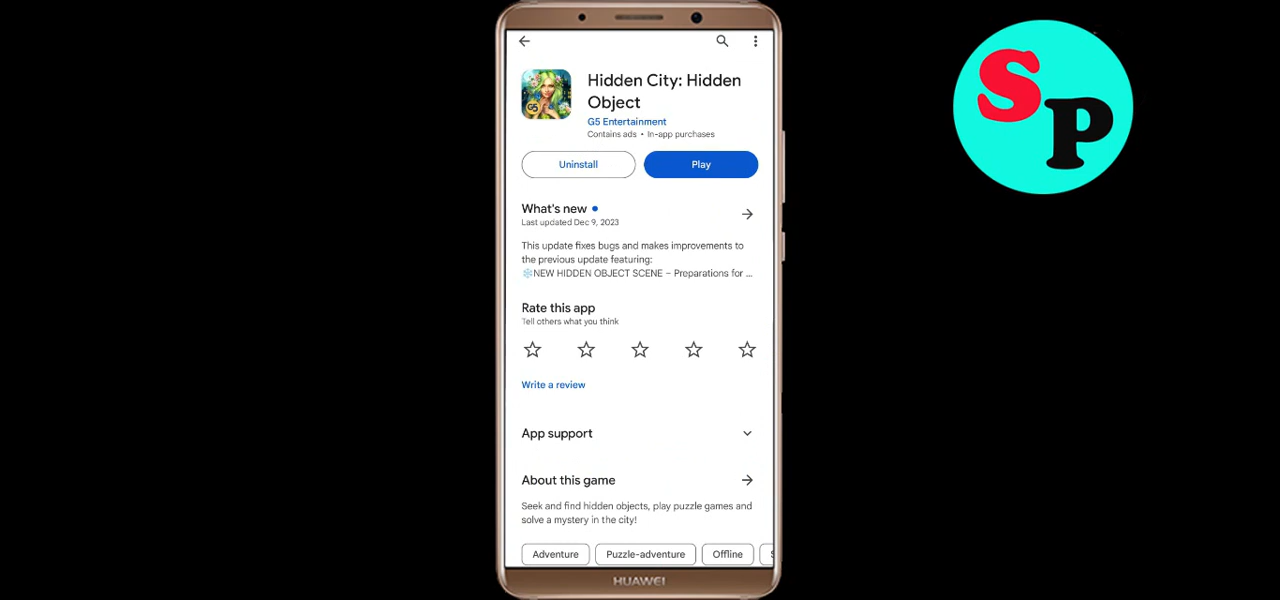 Hidden City: Hidden
Object
G5 Entertainment
Contains ads • In-app purchases
Uninstall
Play
What's new
Last updated Dec 9, 2023
This update fixes bugs and makes improvements to
the previous update featuring:
❄️NEW HIDDEN OBJECT SCENE – Preparations for ...
Rate this app
Tell others what you think
Write a review
App support
About this game
Seek and find hidden objects, play puzzle games and
solve a mystery in the city!
Adventure
Puzzle-adventure
Offline
HUAWEI
SP